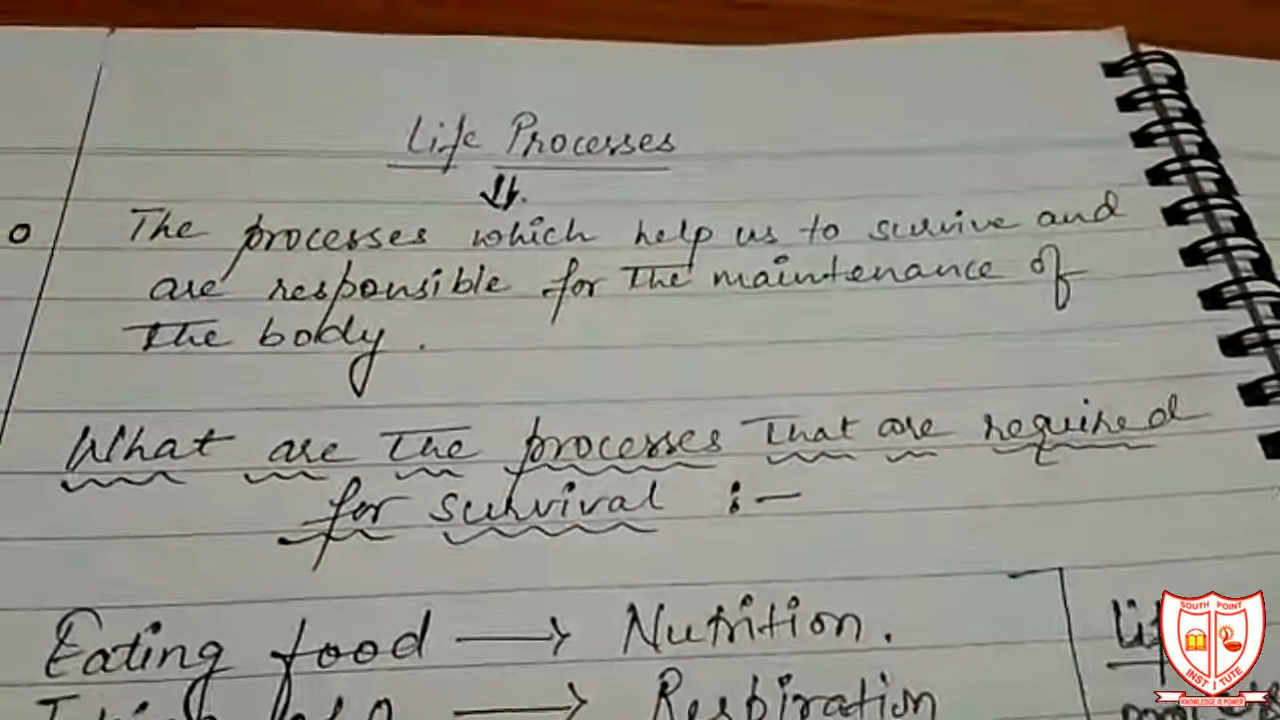 Life Processes
The processes which help us to survive and
are responsible for the maintenance of
the body.
What are the processes that are required
for survival :-
Eating food → Nutrition.
→ Respiration
SOUTH POINT
INSTITUTE
KNOWLEDGE IS POWER